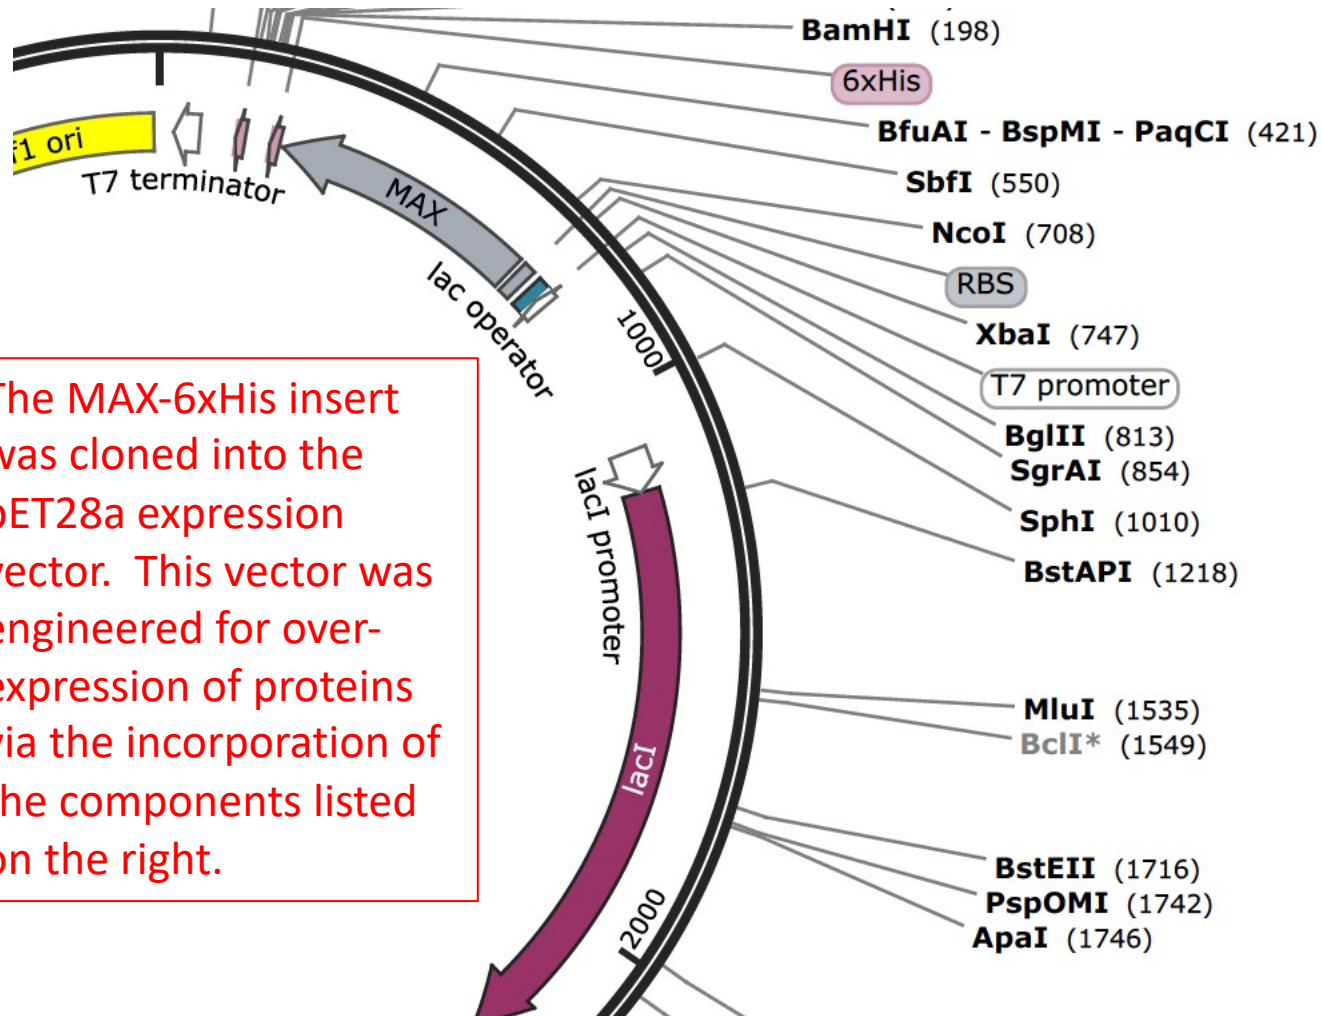 BamHI (198)
6xHis
BfuAI - BspMI - PaqCI (421)
SbfI (550)
NcoI (708)
RBS
XbaI (747)
T7 promoter
BglII (813)
SgrAI (854)
SphI (1010)
BstAPI (1218)
MluI (1535)
BclI* (1549)
BstEII (1716)
PspOMI (1742)
ApaI (1746)
f1 ori
T7 terminator
MAX
lac operator
1000
lacI promoter
lacI
2000
The MAX-6xHis insert
was cloned into the
pET28a expression
vector. This vector was
engineered for over-
expression of proteins
via the incorporation of
the components listed
on the right.